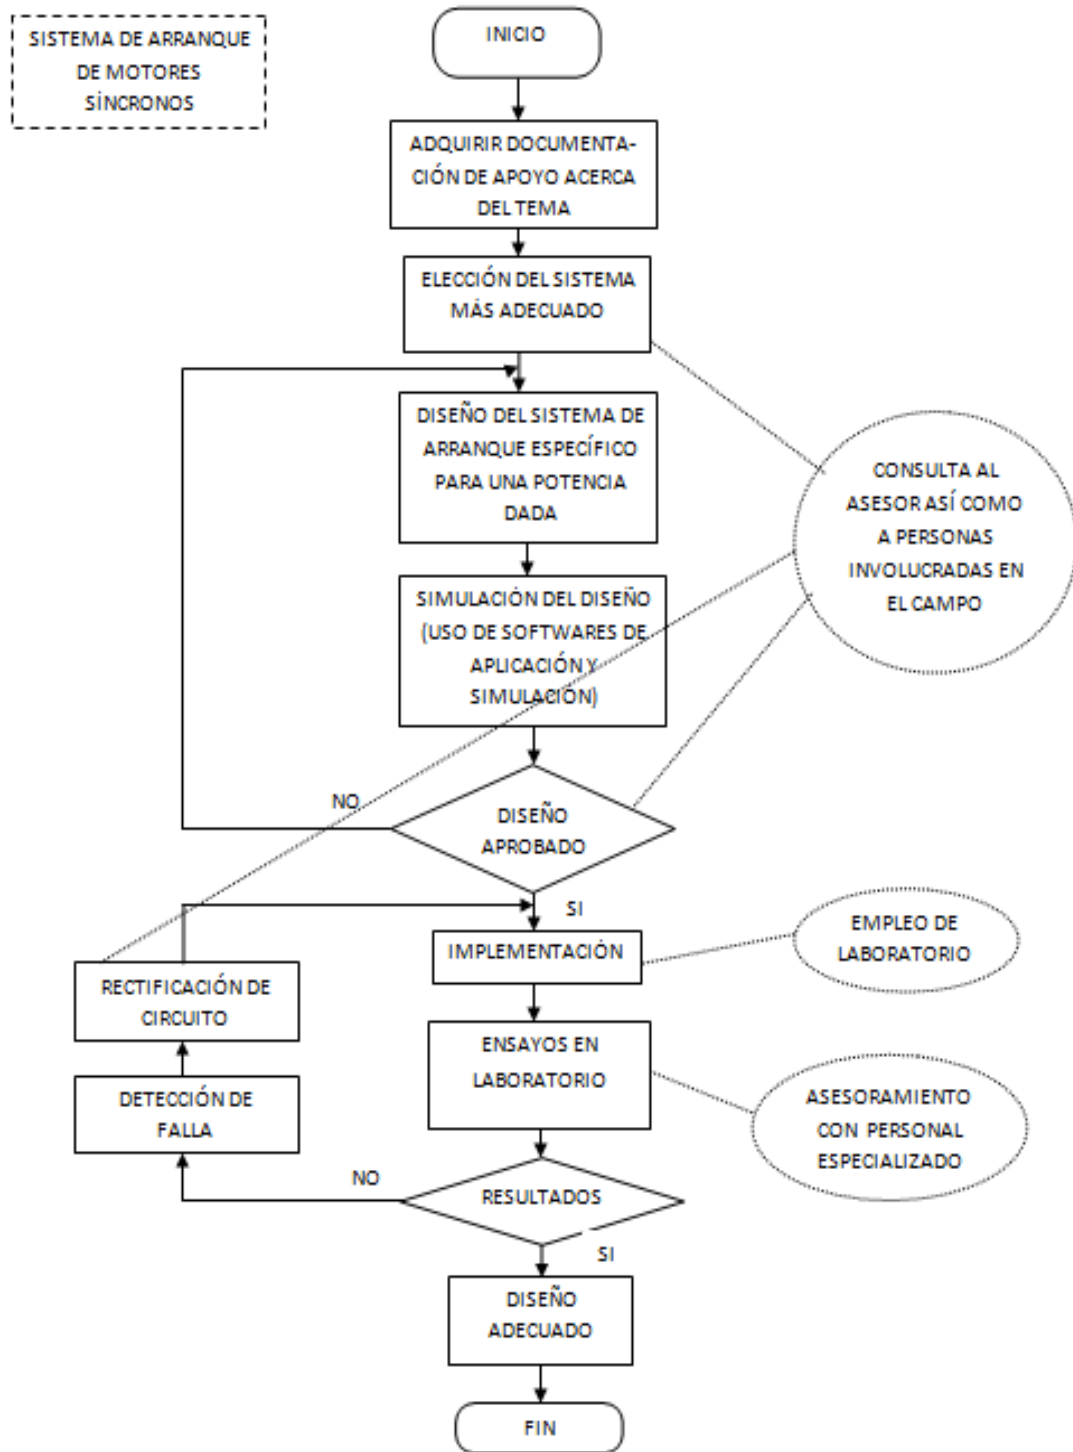 SISTEMA DE ARRANQUE
DE MOTORES
SÍNCRONOS
INICIO
ADQUIRIR DOCUMENTA-
CIÓN DE APOYO ACERCA
DEL TEMA
ELECCIÓN DEL SISTEMA
MÁS ADECUADO
DISEÑO DEL SISTEMA DE
ARRANQUE ESPECÍFICO
PARA UNA POTENCIA
DADA
CONSULTA AL
ASESOR ASÍ COMO
A PERSONAS
INVOLUCRADAS EN
EL CAMPO
SIMULACIÓN DEL DISEÑO
(USO DE SOFTWARES DE
APLICACIÓN Y
SIMULACIÓN)
NO
DISEÑO
APROBADO
SI
IMPLEMENTACIÓN
EMPLEO DE
LABORATORIO
RECTIFICACIÓN DE
CIRCUITO
ENSAYOS EN
LABORATORIO
DETECCIÓN DE
FALLA
ASESORAMIENTO
CON PERSONAL
ESPECIALIZADO
NO
RESULTADOS
SI
DISEÑO
ADECUADO
FIN